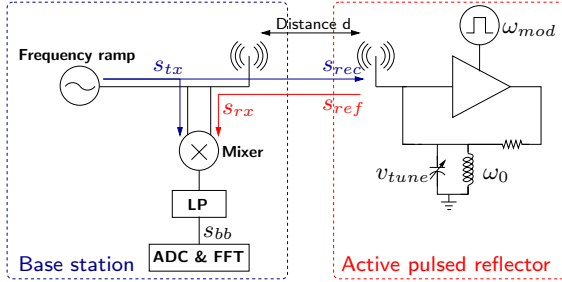 Distance d
Frequency ramp
ω_mod
s_tx
s_rec
s_rx
s_ref
Mixer
LP
v_tune
ω_0
s_bb
ADC & FFT
Base station
Active pulsed reflector